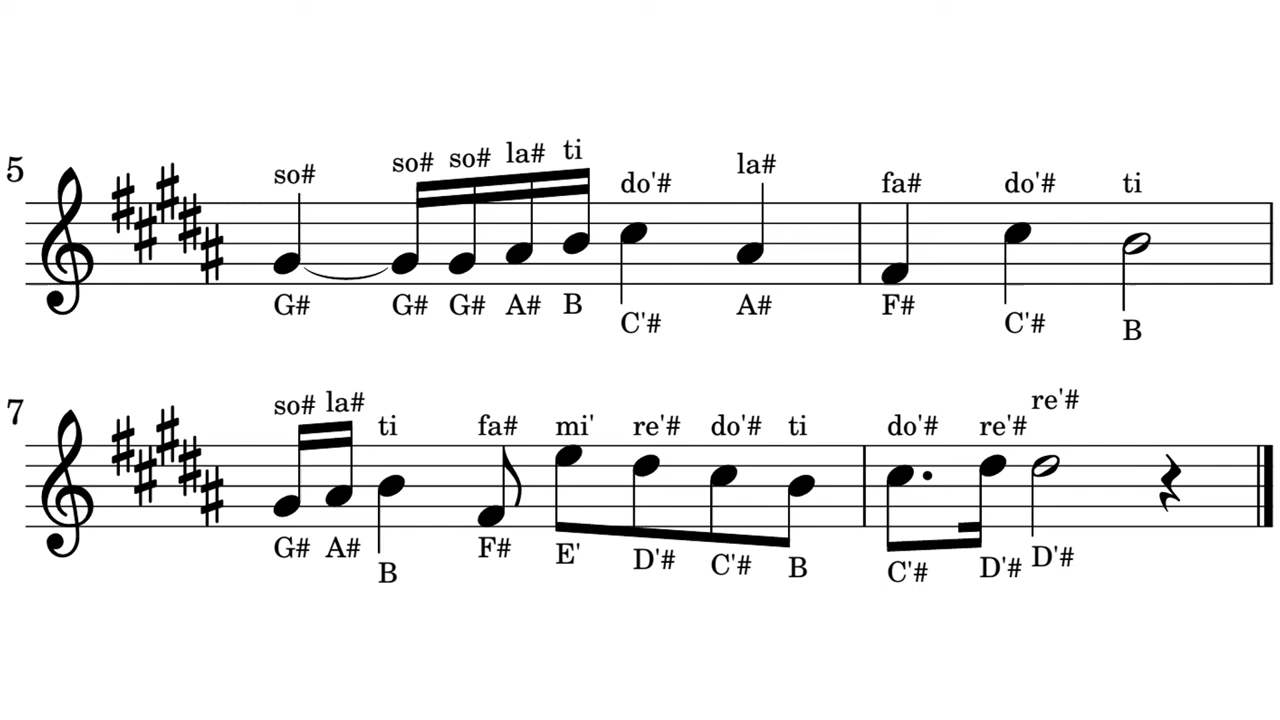 5
so# so# so# la# ti do'# la# fa# do'# ti
G# G# G# A# B C'# A# F# C'# B
7
so# la# ti fa# mi' re'# do'# ti do'# re'# re'#
G# A# B F# E' D'# C'# B C'# D'# D'#